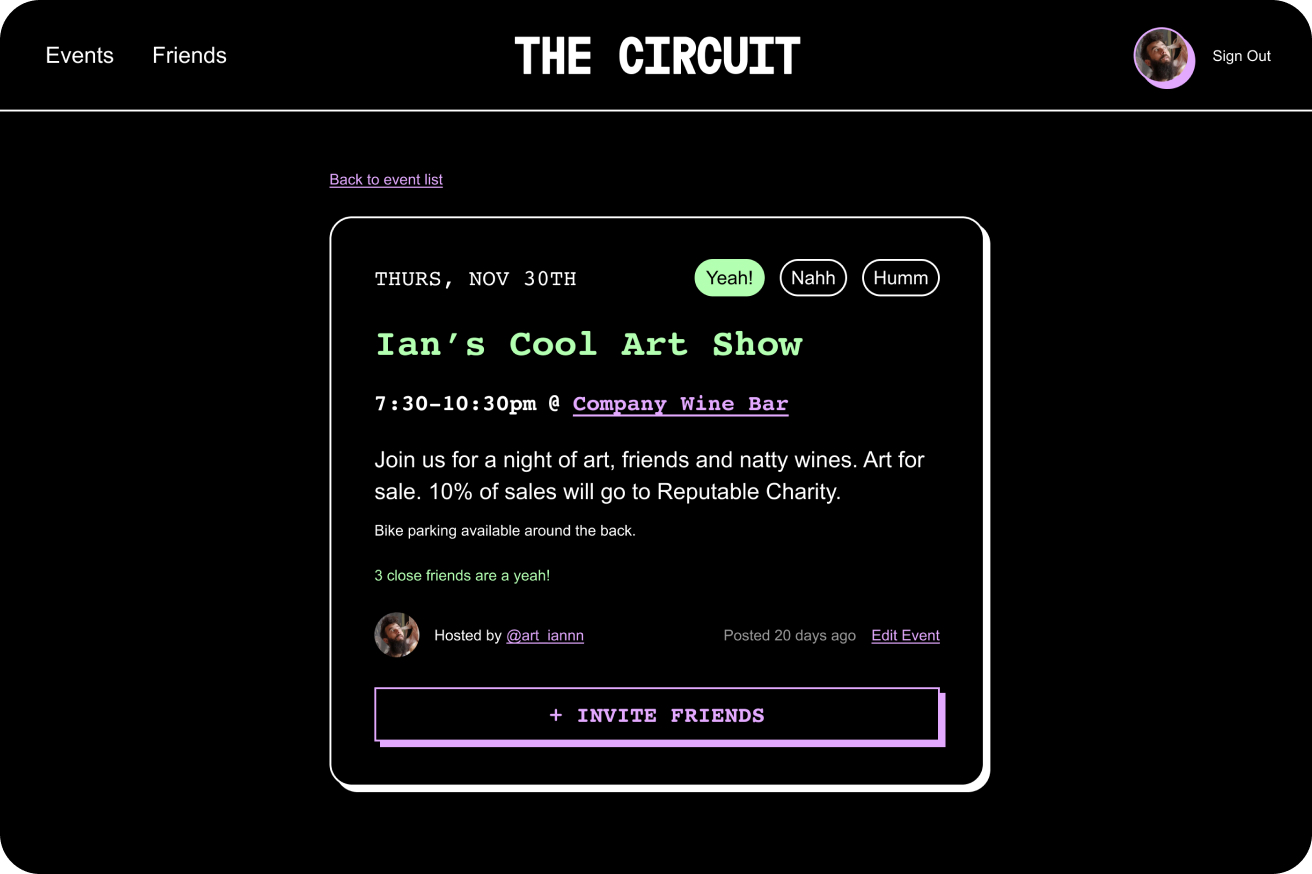 Events Friends THE CIRCUIT Sign Out
Back to event list
THURS, NOV 30TH Yeah! Nahh Humm
Ian’s Cool Art Show
7:30–10:30pm @ Company Wine Bar
Join us for a night of art, friends and natty wines. Art for
sale. 10% of sales will go to Reputable Charity.
Bike parking available around the back.
3 close friends are a yeah!
Hosted by @art_iannn Posted 20 days ago Edit Event
+ INVITE FRIENDS